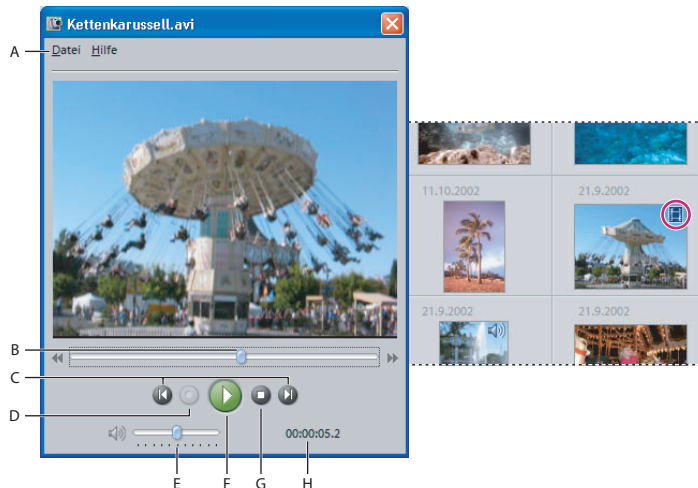 Kettenkarussell.avi
A
Datei Hilfe
11.10.2002
21.9.2002
21.9.2002
21.9.2002
B
C
D
00:00:05.2
E
F
G
H